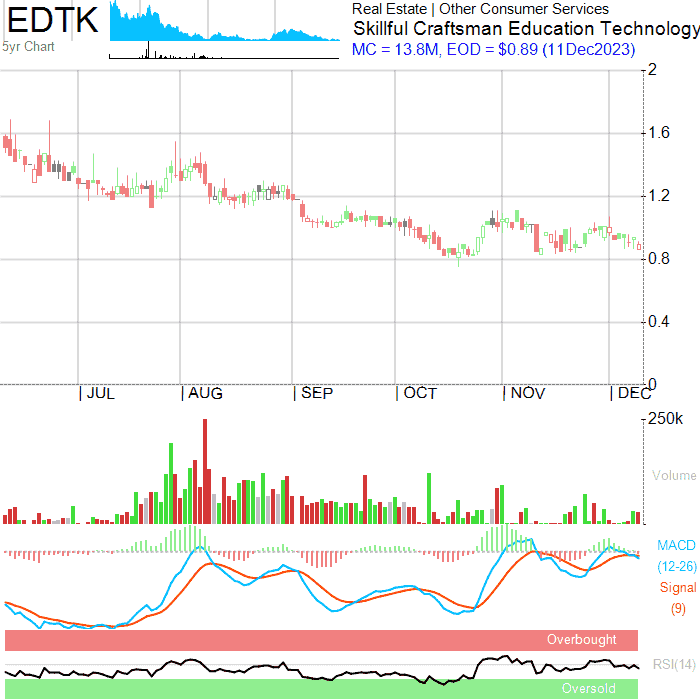 EDTK
5yr Chart
Real Estate | Other Consumer Services
Skillful Craftsman Education Technology
MC = 13.8M, EOD = $0.89 (11Dec2023)
2
1.6
1.2
0.8
0.4
0
| JUL
| AUG
| SEP
| OCT
| NOV
| DEC
250k
Volume
MACD
(12-26)
Signal
(9)
Overbought
RSI(14)
Oversold